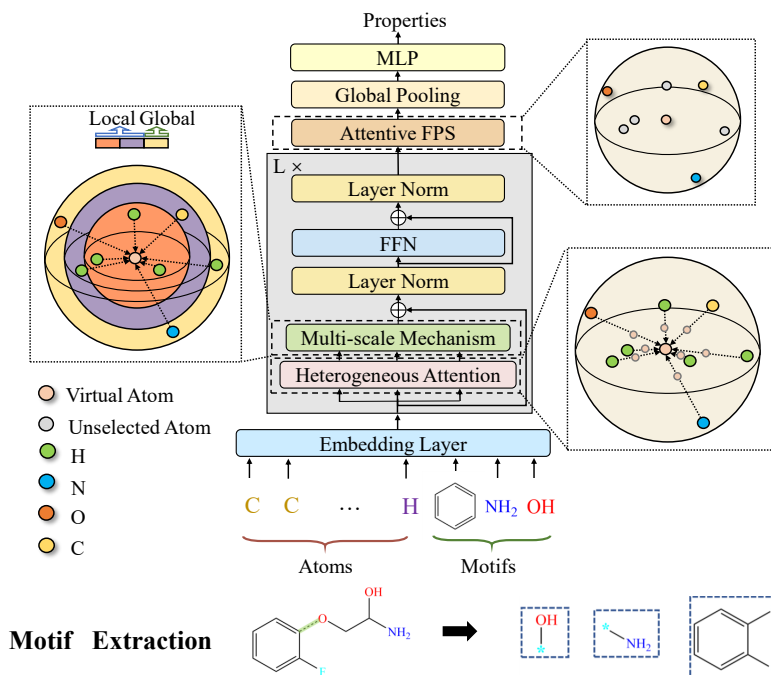 Properties
MLP
Global Pooling
Attentive FPS
L ×
Layer Norm
FFN
Layer Norm
Multi-scale Mechanism
Heterogeneous Attention
Embedding Layer
Local Global
Virtual Atom
Unselected Atom
H
N
O
C
C C ... H NH₂ OH
Atoms Motifs
Motif Extraction
OH
O
NH₂
F
OH
*
*
NH₂